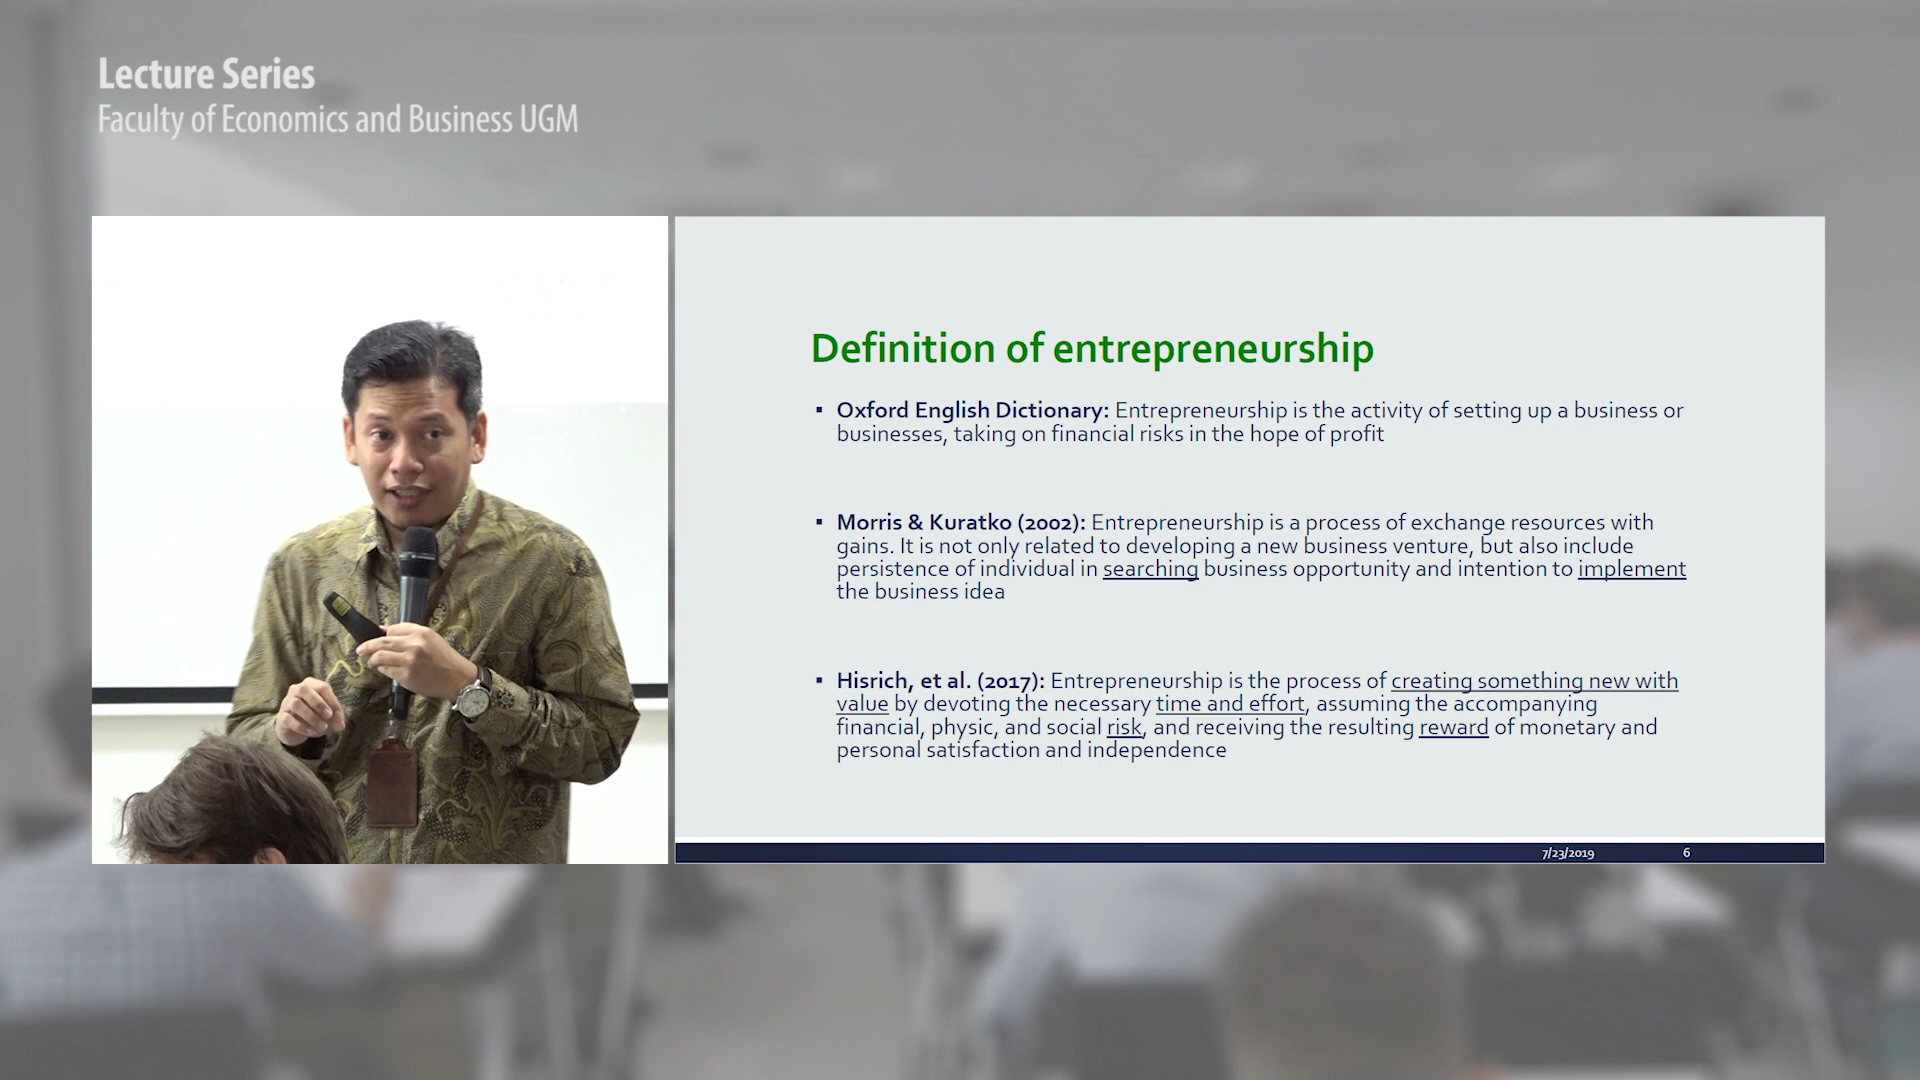 Lecture Series
Faculty of Economics and Business UGM
Definition of entrepreneurship
▪ Oxford English Dictionary: Entrepreneurship is the activity of setting up a business or
businesses, taking on financial risks in the hope of profit
▪ Morris & Kuratko (2002): Entrepreneurship is a process of exchange resources with
gains. It is not only related to developing a new business venture, but also include
persistence of individual in searching business opportunity and intention to implement
the business idea
▪ Hisrich, et al. (2017): Entrepreneurship is the process of creating something new with
value by devoting the necessary time and effort, assuming the accompanying
financial, physic, and social risk, and receiving the resulting reward of monetary and
personal satisfaction and independence
7/23/2019 6